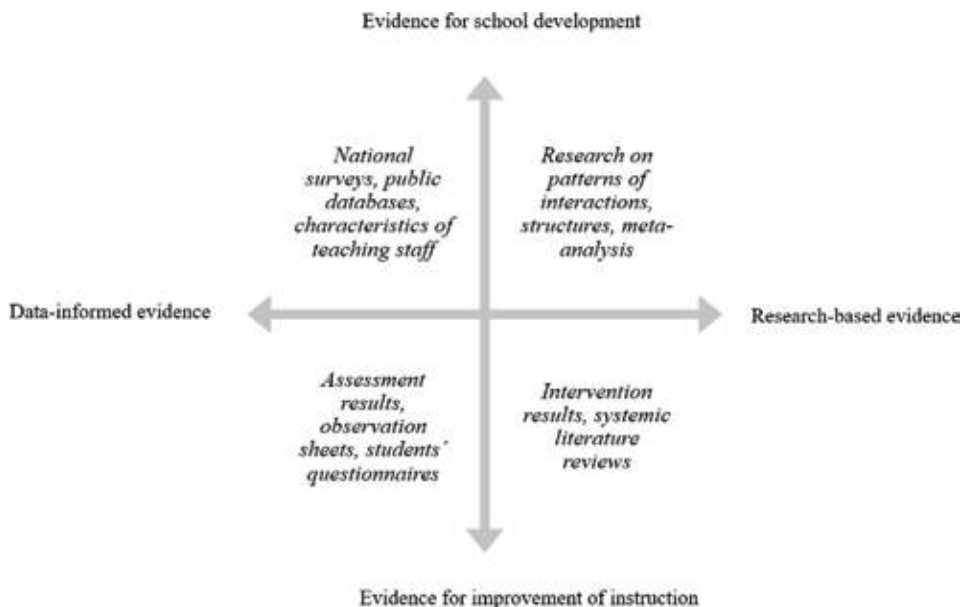 Evidence for school development
National
surveys, public
databases,
characteristics of
teaching staff
Research on
patterns of
interactions,
structures, meta-
analysis
Data-informed evidence
Research-based evidence
Assessment
results,
observation
sheets, students´
questionnaires
Intervention
results, systemic
literature
reviews
Evidence for improvement of instruction